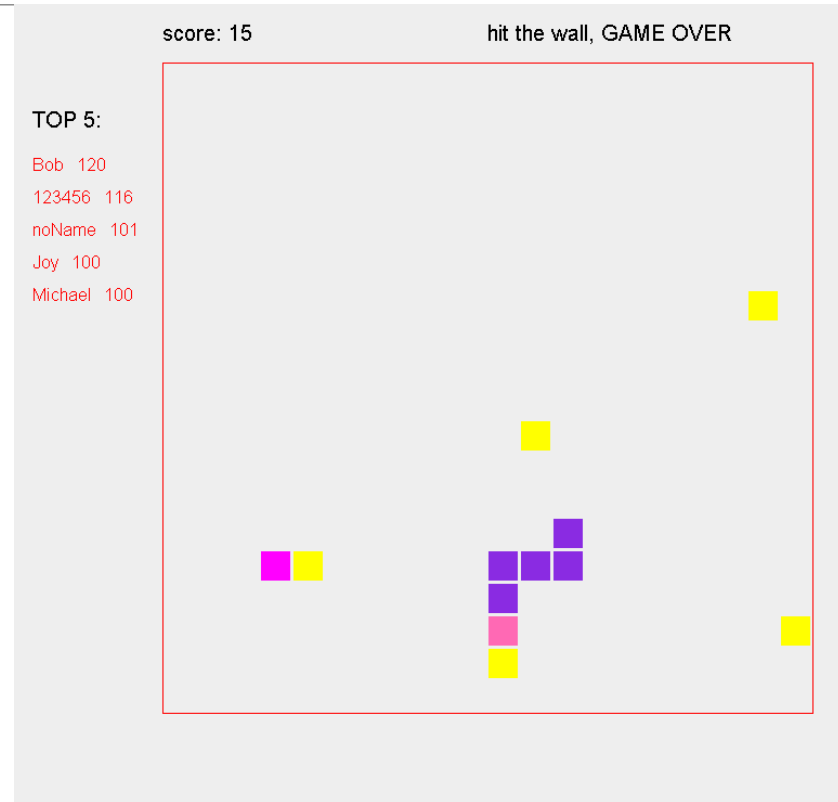 score: 15
hit the wall, GAME OVER
TOP 5:
Bob 120
123456 116
noName 101
Joy 100
Michael 100